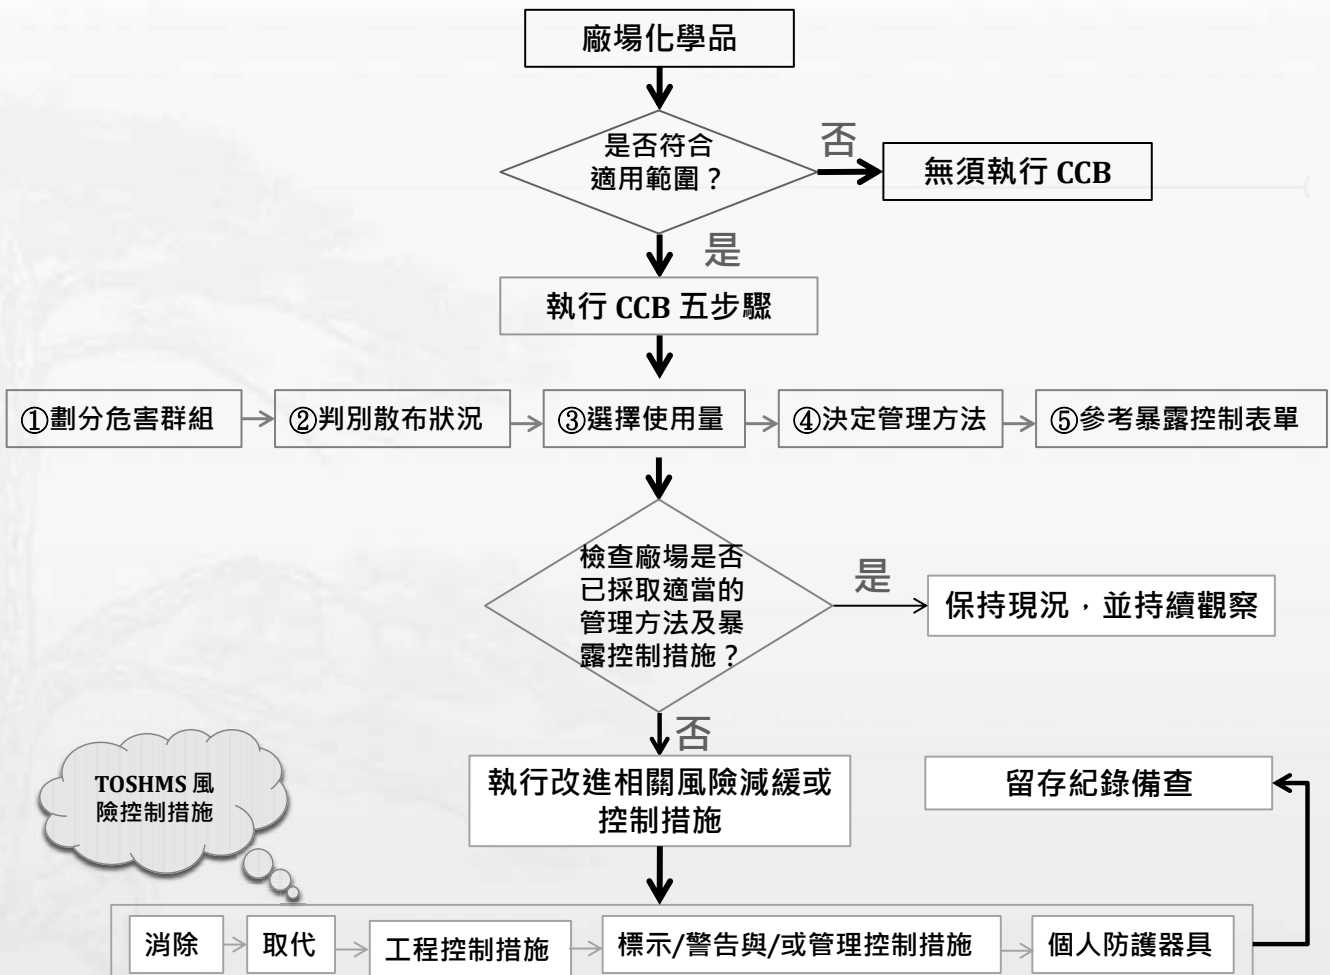 廠場化學品
是否符合
適用範圍？
否
無須執行 CCB
是
執行 CCB 五步驟
①劃分危害群組
②判別散布狀況
③選擇使用量
④決定管理方法
⑤參考暴露控制表單
檢查廠場是否
已採取適當的
管理方法及暴
露控制措施？
是
保持現況，並持續觀察
否
TOSHMS 風
險控制措施
執行改進相關風險減緩或
控制措施
留存紀錄備查
消除
取代
工程控制措施
標示/警告與/或管理控制措施
個人防護器具